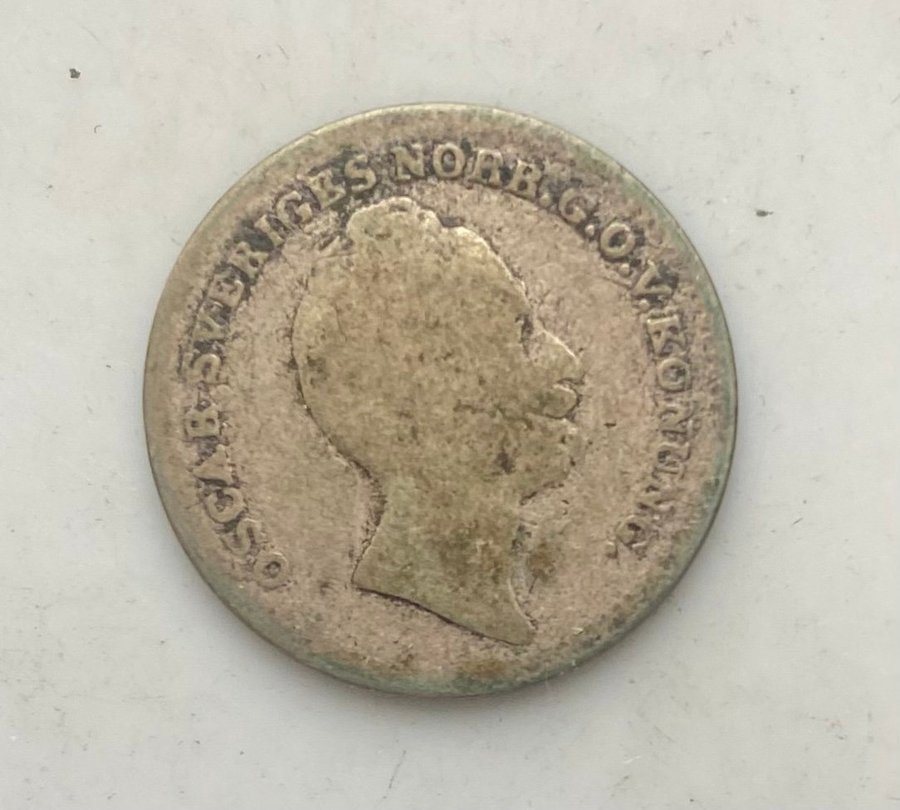 OSCAR SVERIGES NORR. G. O. V. KONUNG.